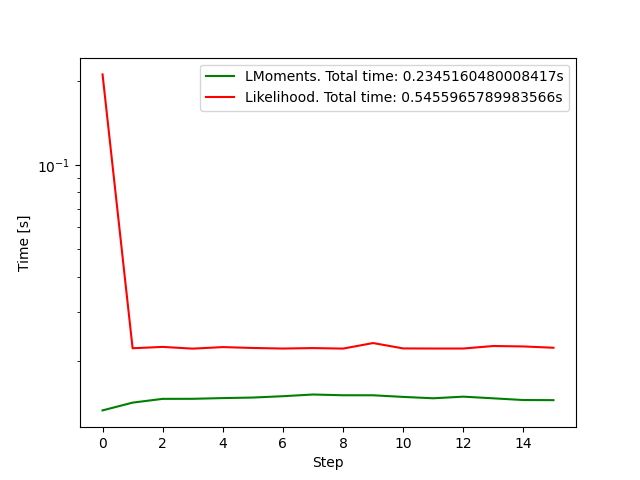 LMoments. Total time: 0.2345160480008417s
Likelihood. Total time: 0.5455965789983566s
10⁻¹
Time [s]
0 2 4 6 8 10 12 14
Step